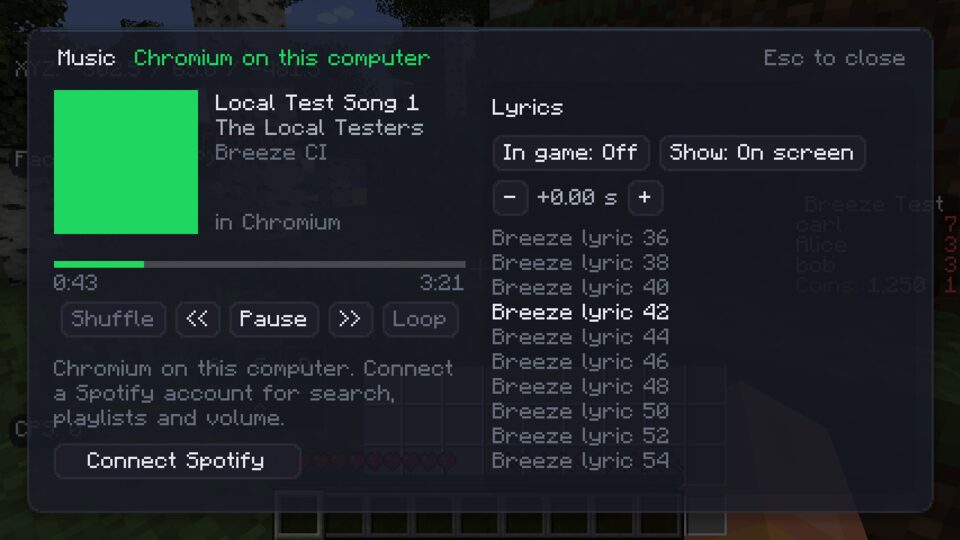 Music Chromium on this computer
Esc to close
Local Test Song 1
The Local Testers
Breeze CI
in Chromium
0:43
3:21
Shuffle
<<
Pause
>>
Loop
Chromium on this computer. Connect
a Spotify account for search,
playlists and volume.
Connect Spotify
Lyrics
In game: Off
Show: On screen
- +0.00 s +
Breeze lyric 36
Breeze lyric 38
Breeze lyric 40
Breeze lyric 42
Breeze lyric 44
Breeze lyric 46
Breeze lyric 48
Breeze lyric 50
Breeze lyric 52
Breeze lyric 54
Breeze Test
carl 7
Alice 3
bob 3
Coins: 1,250 1